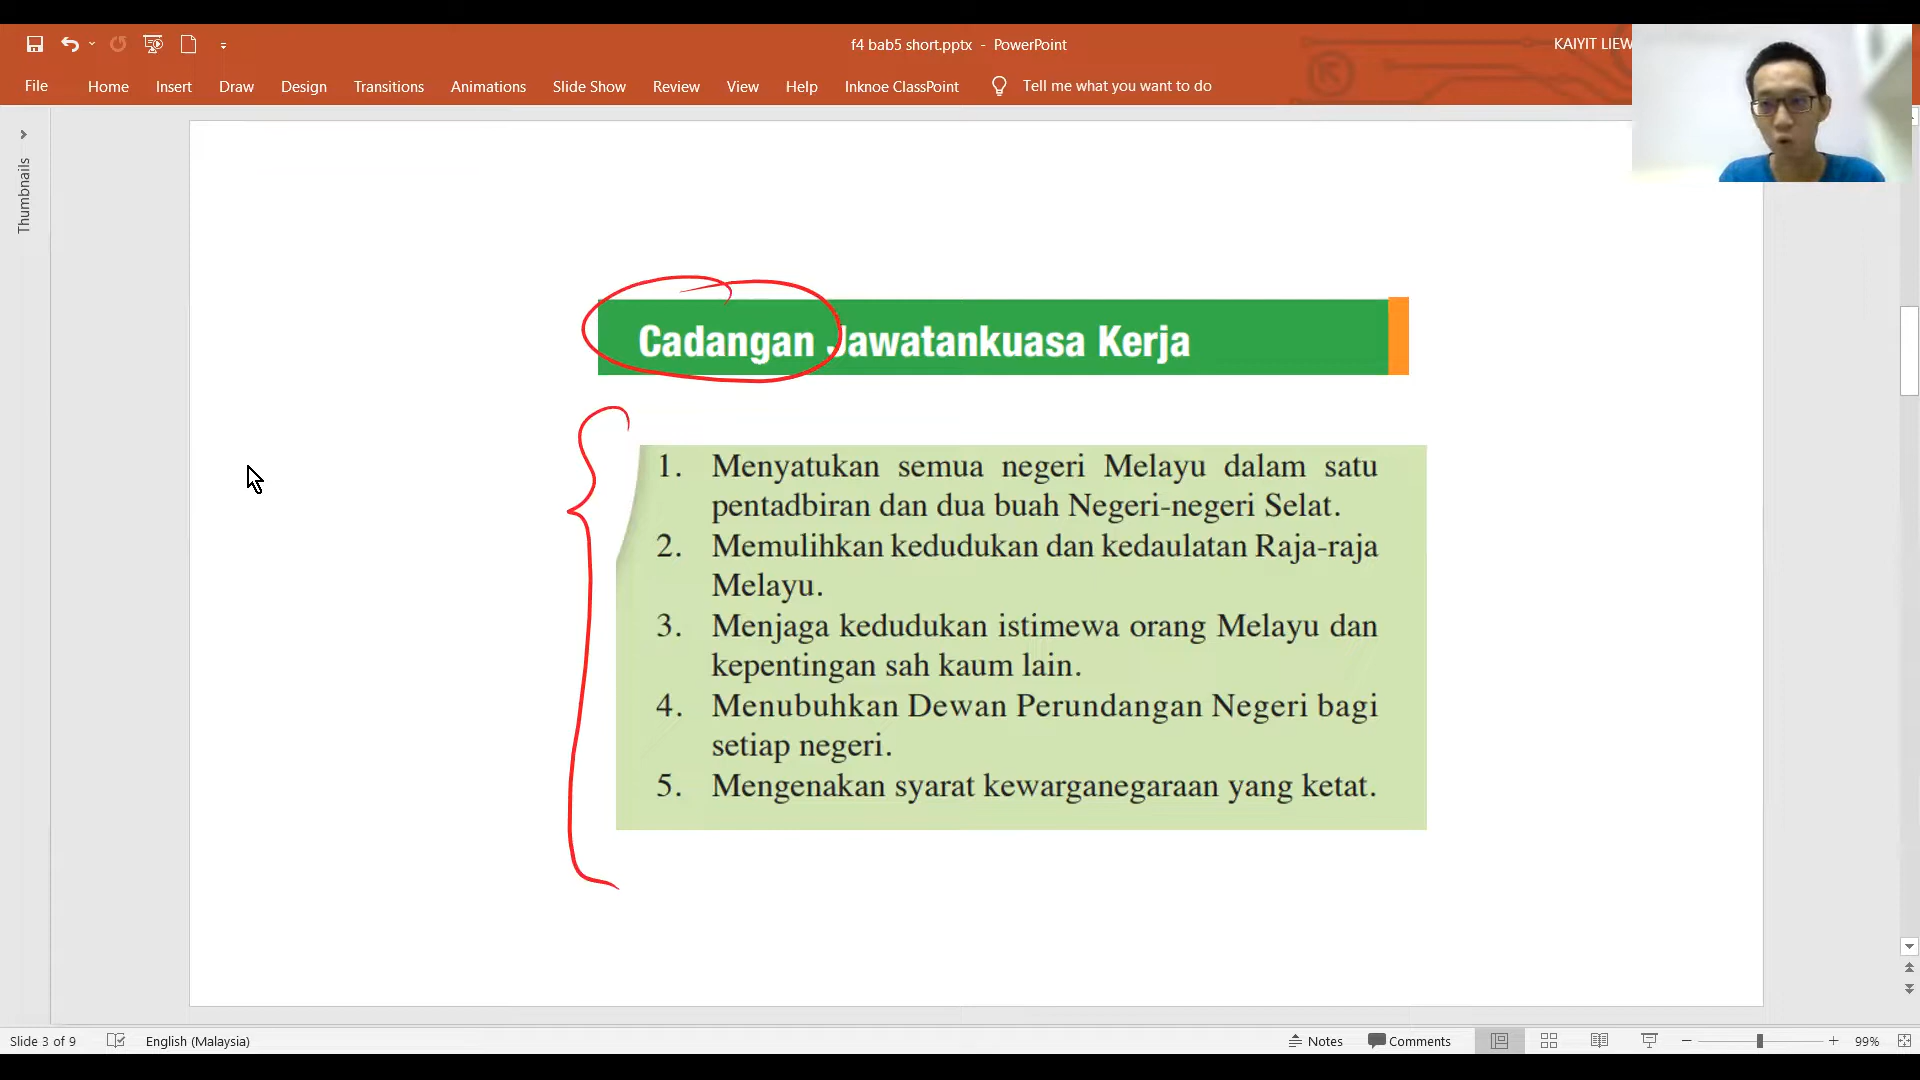 f4 bab5 short.pptx - PowerPoint
KAIYIT LIEW
File Home Insert Draw Design Transitions Animations Slide Show Review View Help Inknoe ClassPoint Tell me what you want to do
Thumbnails
Cadangan Jawatankuasa Kerja
1. Menyatukan semua negeri Melayu dalam satu
pentadbiran dan dua buah Negeri-negeri Selat.
2. Memulihkan kedudukan dan kedaulatan Raja-raja
Melayu.
3. Menjaga kedudukan istimewa orang Melayu dan
kepentingan sah kaum lain.
4. Menubuhkan Dewan Perundangan Negeri bagi
setiap negeri.
5. Mengenakan syarat kewarganegaraan yang ketat.
Slide 3 of 9 English (Malaysia) Notes Comments 99%